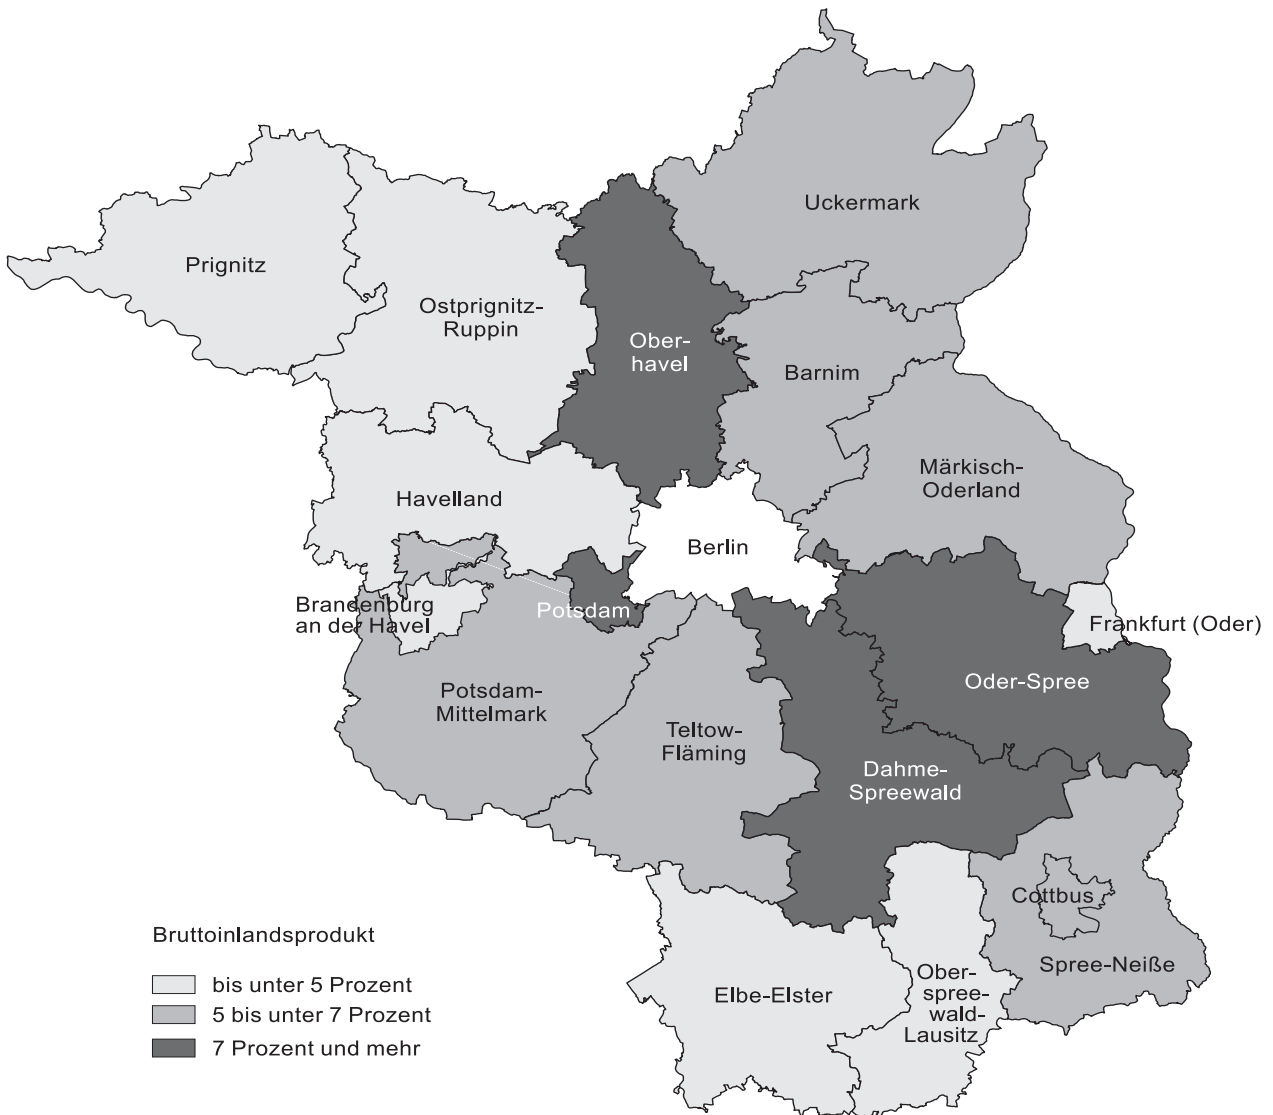 Uckermark
Prignitz
Ostprignitz-
Ruppin
Ober-
havel
Barnim
Märkisch-
Oderland
Havelland
Berlin
Brandenburg
an der Havel
Potsdam
Frankfurt (Oder)
Oder-Spree
Potsdam-
Mittelmark
Teltow-
Fläming
Dahme-
Spreewald
Cottbus
Spree-Neiße
Elbe-Elster
Ober-
spree-
wald-
Lausitz
Bruttoinlandsprodukt
bis unter 5 Prozent
5 bis unter 7 Prozent
7 Prozent und mehr